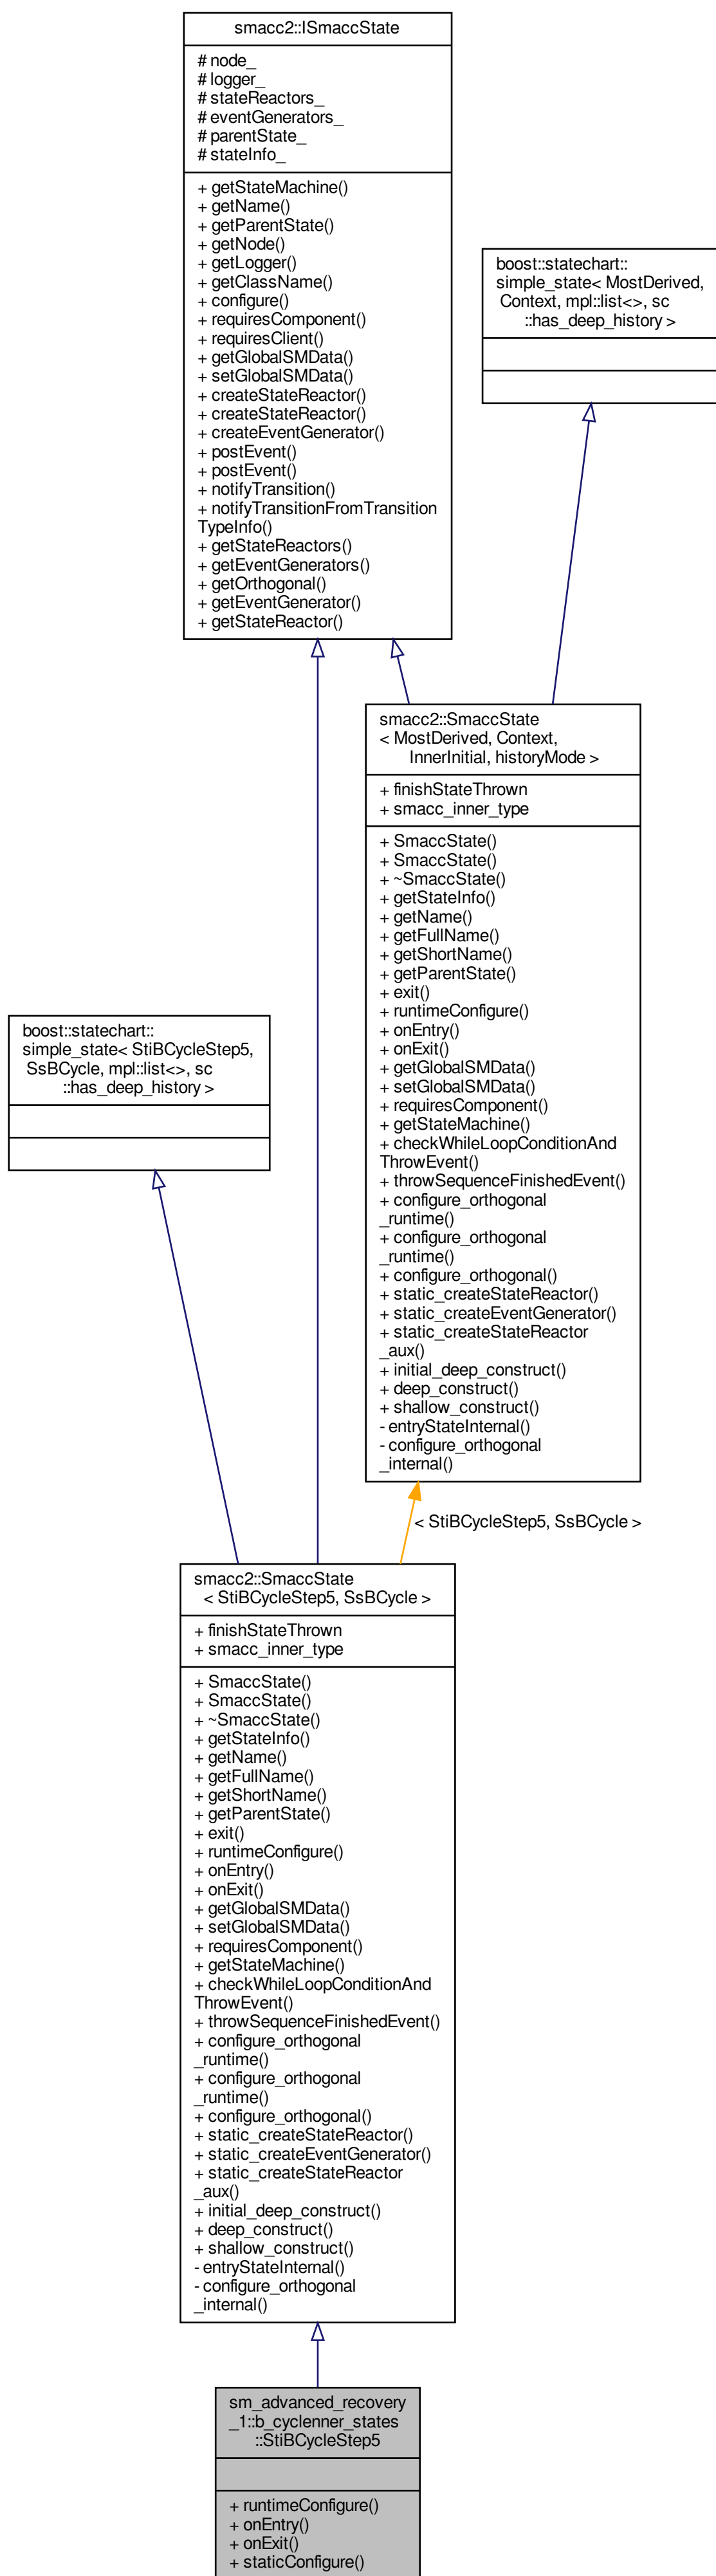 smacc2::ISmaccState
# node_
# logger_
# stateReactors_
# eventGenerators_
# parentState_
# stateInfo_
+ getStateMachine()
+ getName()
+ getParentState()
+ getNode()
+ getLogger()
+ getClassName()
+ configure()
+ requiresComponent()
+ requiresClient()
+ getGlobalSMData()
+ setGlobalSMData()
+ createStateReactor()
+ createStateReactor()
+ createEventGenerator()
+ postEvent()
+ postEvent()
+ notifyTransition()
+ notifyTransitionFromTransition
TypeInfo()
+ getStateReactors()
+ getEventGenerators()
+ getOrthogonal()
+ getEventGenerator()
+ getStateReactor()
boost::statechart::
simple_state< MostDerived,
Context, mpl::list<>, sc
::has_deep_history >
smacc2::SmaccState
< MostDerived, Context,
InnerInitial, historyMode >
+ finishStateThrown
+ smacc_inner_type
+ SmaccState()
+ SmaccState()
+ ~SmaccState()
+ getStateInfo()
+ getName()
+ getFullName()
+ getShortName()
+ getParentState()
+ exit()
+ runtimeConfigure()
+ onEntry()
+ onExit()
+ getGlobalSMData()
+ setGlobalSMData()
+ requiresComponent()
+ getStateMachine()
+ checkWhileLoopConditionAnd
ThrowEvent()
+ throwSequenceFinishedEvent()
+ configure_orthogonal
_runtime()
+ configure_orthogonal
_runtime()
+ configure_orthogonal()
+ static_createStateReactor()
+ static_createEventGenerator()
+ static_createStateReactor
_aux()
+ initial_deep_construct()
+ deep_construct()
+ shallow_construct()
- entryStateInternal()
- configure_orthogonal
_internal()
boost::statechart::
simple_state< StiBCycleStep5,
SsBCycle, mpl::list<>, sc
::has_deep_history >
< StiBCycleStep5, SsBCycle >
smacc2::SmaccState
< StiBCycleStep5, SsBCycle >
+ finishStateThrown
+ smacc_inner_type
+ SmaccState()
+ SmaccState()
+ ~SmaccState()
+ getStateInfo()
+ getName()
+ getFullName()
+ getShortName()
+ getParentState()
+ exit()
+ runtimeConfigure()
+ onEntry()
+ onExit()
+ getGlobalSMData()
+ setGlobalSMData()
+ requiresComponent()
+ getStateMachine()
+ checkWhileLoopConditionAnd
ThrowEvent()
+ throwSequenceFinishedEvent()
+ configure_orthogonal
_runtime()
+ configure_orthogonal
_runtime()
+ configure_orthogonal()
+ static_createStateReactor()
+ static_createEventGenerator()
+ static_createStateReactor
_aux()
+ initial_deep_construct()
+ deep_construct()
+ shallow_construct()
- entryStateInternal()
- configure_orthogonal
_internal()
sm_advanced_recovery
_1::b_cyclenner_states
::StiBCycleStep5
+ runtimeConfigure()
+ onEntry()
+ onExit()
+ staticConfigure()